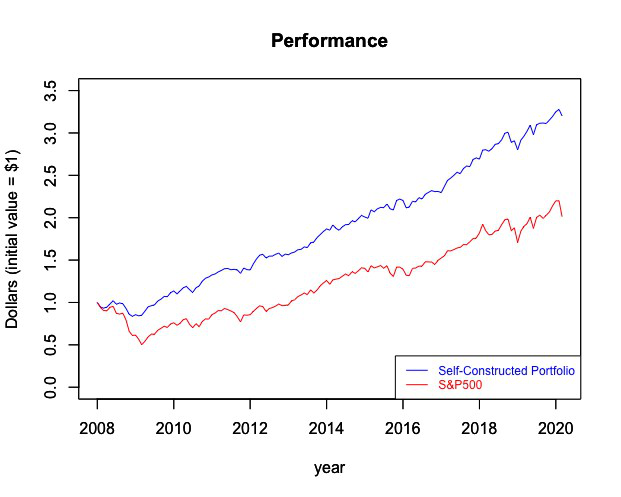 Performance
Dollars (initial value = $1)
3.5
3.0
2.5
2.0
1.5
1.0
0.5
0.0
Self-Constructed Portfolio
S&P500
2008 2010 2012 2014 2016 2018 2020
year